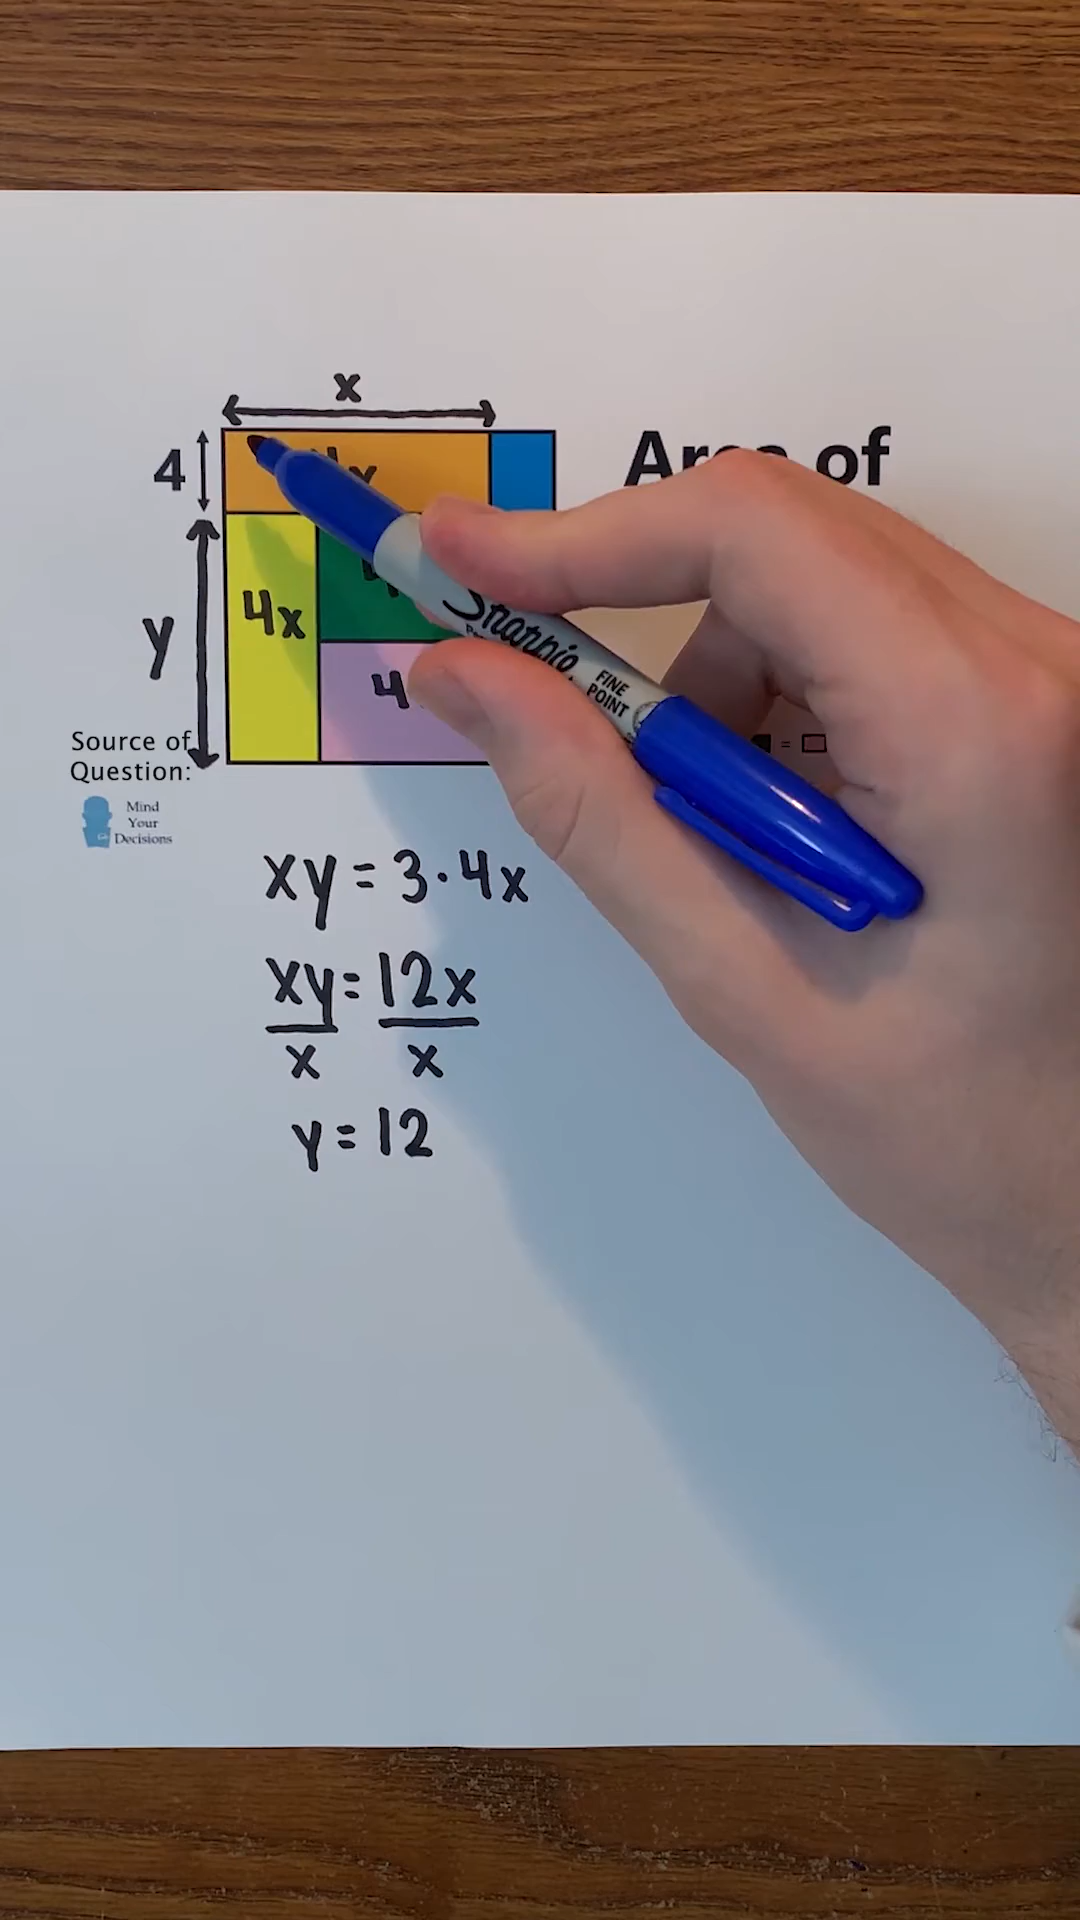 x
4
4x
4x
y
4
Source of
Question:
Mind
Your
Decisions
of
=
Sharpie
FINE
POINT
xy = 3·4x
xy = 12x
x x
y = 12